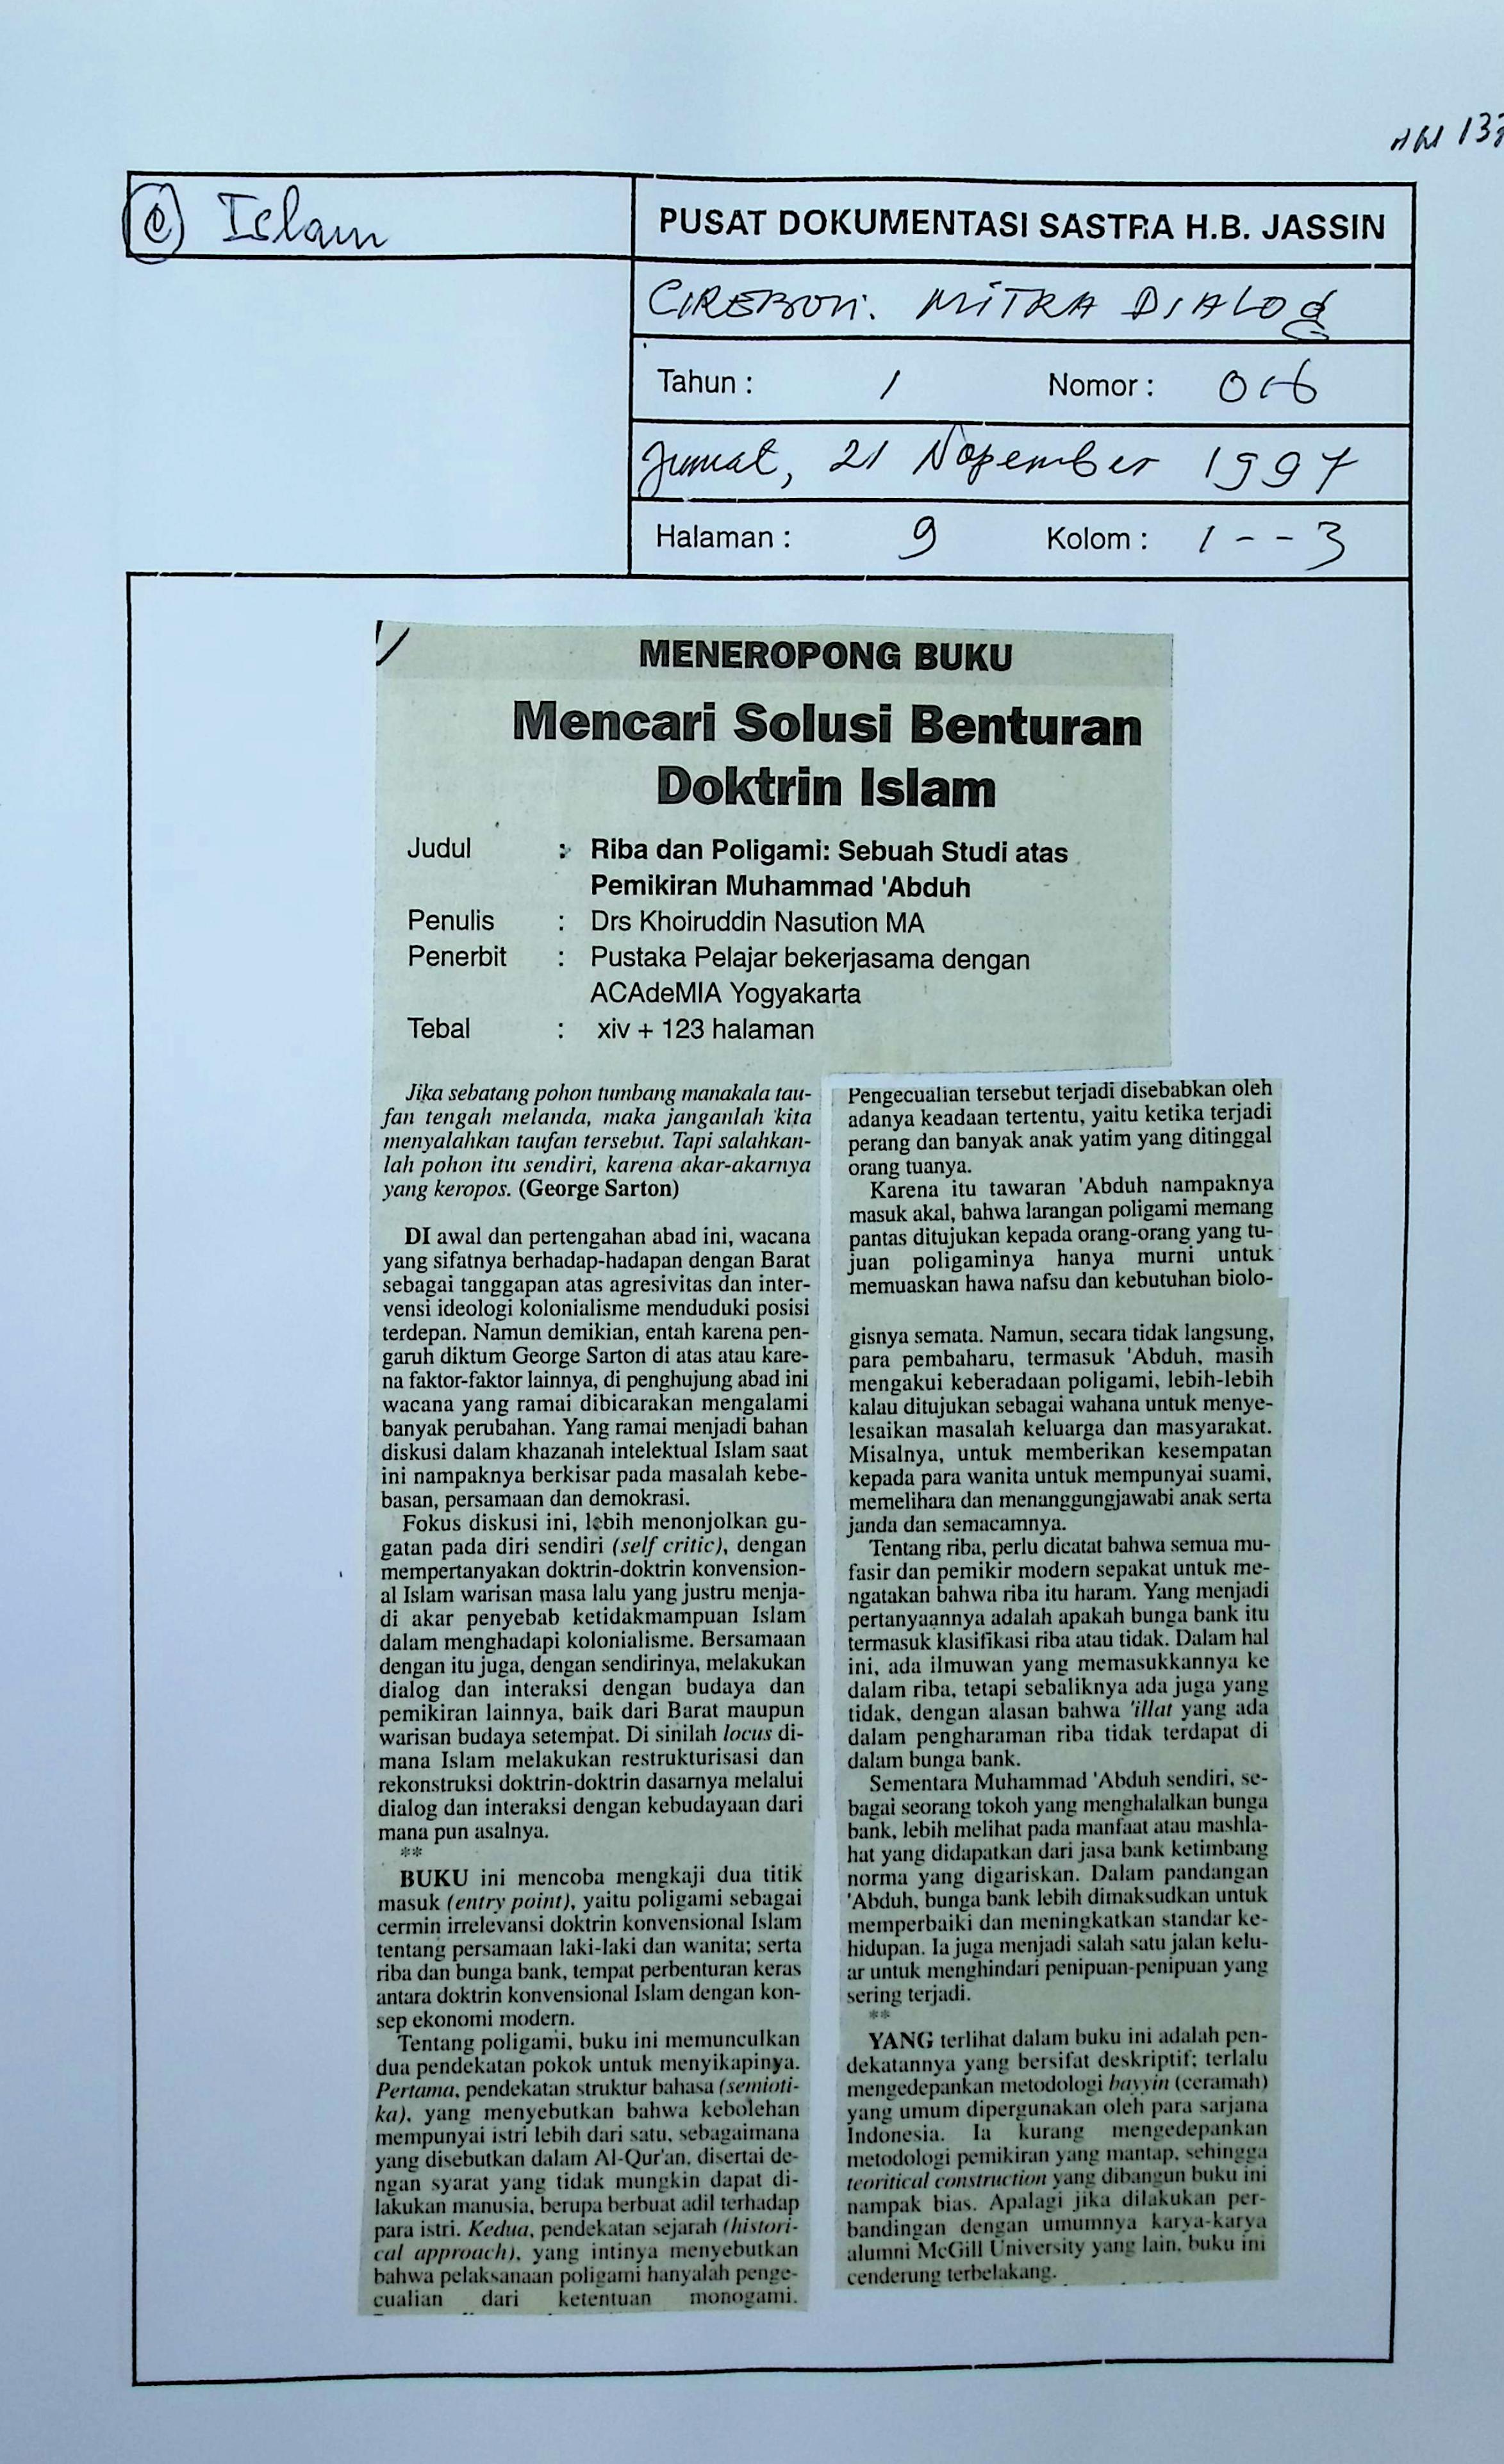 Islam
PUSAT DOKUMENTASI SASTRA H.B. JASSIN
CIREBON. MITRA DIALOG
Tahun : 1 Nomor : 016
Jumat, 21 Nopember 1997
Halaman : 9 Kolom : 1 - - 3
MENEROPONG BUKU
Mencari Solusi Benturan
Doktrin Islam
Judul : Riba dan Poligami: Sebuah Studi atas
Pemikiran Muhammad 'Abduh
Penulis : Drs Khoiruddin Nasution MA
Penerbit : Pustaka Pelajar bekerjasama dengan
ACAdeMIA Yogyakarta
Tebal : xiv + 123 halaman
Jika sebatang pohon tumbang manakala tau-
fan tengah melanda, maka janganlah kita
menyalahkan taufan tersebut. Tapi salahkan-
lah pohon itu sendiri, karena akar-akarnya
yang keropos. (George Sarton)
DI awal dan pertengahan abad ini, wacana
yang sifatnya berhadap-hadapan dengan Barat
sebagai tanggapan atas agresivitas dan inter-
vensi ideologi kolonialisme menduduki posisi
terdepan. Namun demikian, entah karena pen-
garuh diktum George Sarton di atas atau kare-
na faktor-faktor lainnya, di penghujung abad ini
wacana yang ramai dibicarakan mengalami
banyak perubahan. Yang ramai menjadi bahan
diskusi dalam khazanah intelektual Islam saat
ini nampaknya berkisar pada masalah kebe-
basan, persamaan dan demokrasi.
Fokus diskusi ini, lebih menonjolkan gu-
gatan pada diri sendiri (self critic), dengan
mempertanyakan doktrin-doktrin konvension-
al Islam warisan masa lalu yang justru menja-
di akar penyebab ketidakmampuan Islam
dalam menghadapi kolonialisme. Bersamaan
dengan itu juga, dengan sendirinya, melakukan
dialog dan interaksi dengan budaya dan
pemikiran lainnya, baik dari Barat maupun
warisan budaya setempat. Di sinilah locus di-
mana Islam melakukan restrukturisasi dan
rekonstruksi doktrin-doktrin dasarnya melalui
dialog dan interaksi dengan kebudayaan dari
mana pun asalnya.
**
BUKU ini mencoba mengkaji dua titik
masuk (entry point), yaitu poligami sebagai
cermin irrelevansi doktrin konvensional Islam
tentang persamaan laki-laki dan wanita; serta
riba dan bunga bank, tempat perbenturan keras
antara doktrin konvensional Islam dengan kon-
sep ekonomi modern.
Tentang poligami, buku ini memunculkan
dua pendekatan pokok untuk menyikapinya.
Pertama, pendekatan struktur bahasa (semioti-
ka), yang menyebutkan bahwa kebolehan
mempunyai istri lebih dari satu, sebagaimana
yang disebutkan dalam Al-Qur'an, disertai de-
ngan syarat yang tidak mungkin dapat di-
lakukan manusia, berupa berbuat adil terhadap
para istri. Kedua, pendekatan sejarah (histori-
cal approach), yang intinya menyebutkan
bahwa pelaksanaan poligami hanyalah penge-
cualian dari ketentuan monogami.
Pengecualian tersebut terjadi disebabkan oleh
adanya keadaan tertentu, yaitu ketika terjadi
perang dan banyak anak yatim yang ditinggal
orang tuanya.
Karena itu tawaran 'Abduh nampaknya
masuk akal, bahwa larangan poligami memang
pantas ditujukan kepada orang-orang yang tu-
juan poligaminya hanya murni untuk
memuaskan hawa nafsu dan kebutuhan biolo-
gisnya semata. Namun, secara tidak langsung,
para pembaharu, termasuk 'Abduh, masih
mengakui keberadaan poligami, lebih-lebih
kalau ditujukan sebagai wahana untuk menye-
lesaikan masalah keluarga dan masyarakat.
Misalnya, untuk memberikan kesempatan
kepada para wanita untuk mempunyai suami,
memelihara dan menanggungjawabi anak serta
janda dan semacamnya.
Tentang riba, perlu dicatat bahwa semua mu-
fasir dan pemikir modern sepakat untuk me-
ngatakan bahwa riba itu haram. Yang menjadi
pertanyaannya adalah apakah bunga bank itu
termasuk klasifikasi riba atau tidak. Dalam hal
ini, ada ilmuwan yang memasukkannya ke
dalam riba, tetapi sebaliknya ada juga yang
tidak, dengan alasan bahwa 'illat yang ada
dalam pengharaman riba tidak terdapat di
dalam bunga bank.
Sementara Muhammad 'Abduh sendiri, se-
bagai seorang tokoh yang menghalalkan bunga
bank, lebih melihat pada manfaat atau mashla-
hat yang didapatkan dari jasa bank ketimbang
norma yang digariskan. Dalam pandangan
'Abduh, bunga bank lebih dimaksudkan untuk
memperbaiki dan meningkatkan standar ke-
hidupan. Ia juga menjadi salah satu jalan kelu-
ar untuk menghindari penipuan-penipuan yang
sering terjadi.
**
YANG terlihat dalam buku ini adalah pen-
dekatannya yang bersifat deskriptif; terlalu
mengedepankan metodologi bayyin (ceramah)
yang umum dipergunakan oleh para sarjana
Indonesia. Ia kurang mengedepankan
metodologi pemikiran yang mantap, sehingga
teoritical construction yang dibangun buku ini
nampak bias. Apalagi jika dilakukan per-
bandingan dengan umumnya karya-karya
alumni McGill University yang lain, buku ini
cenderung terbelakang.